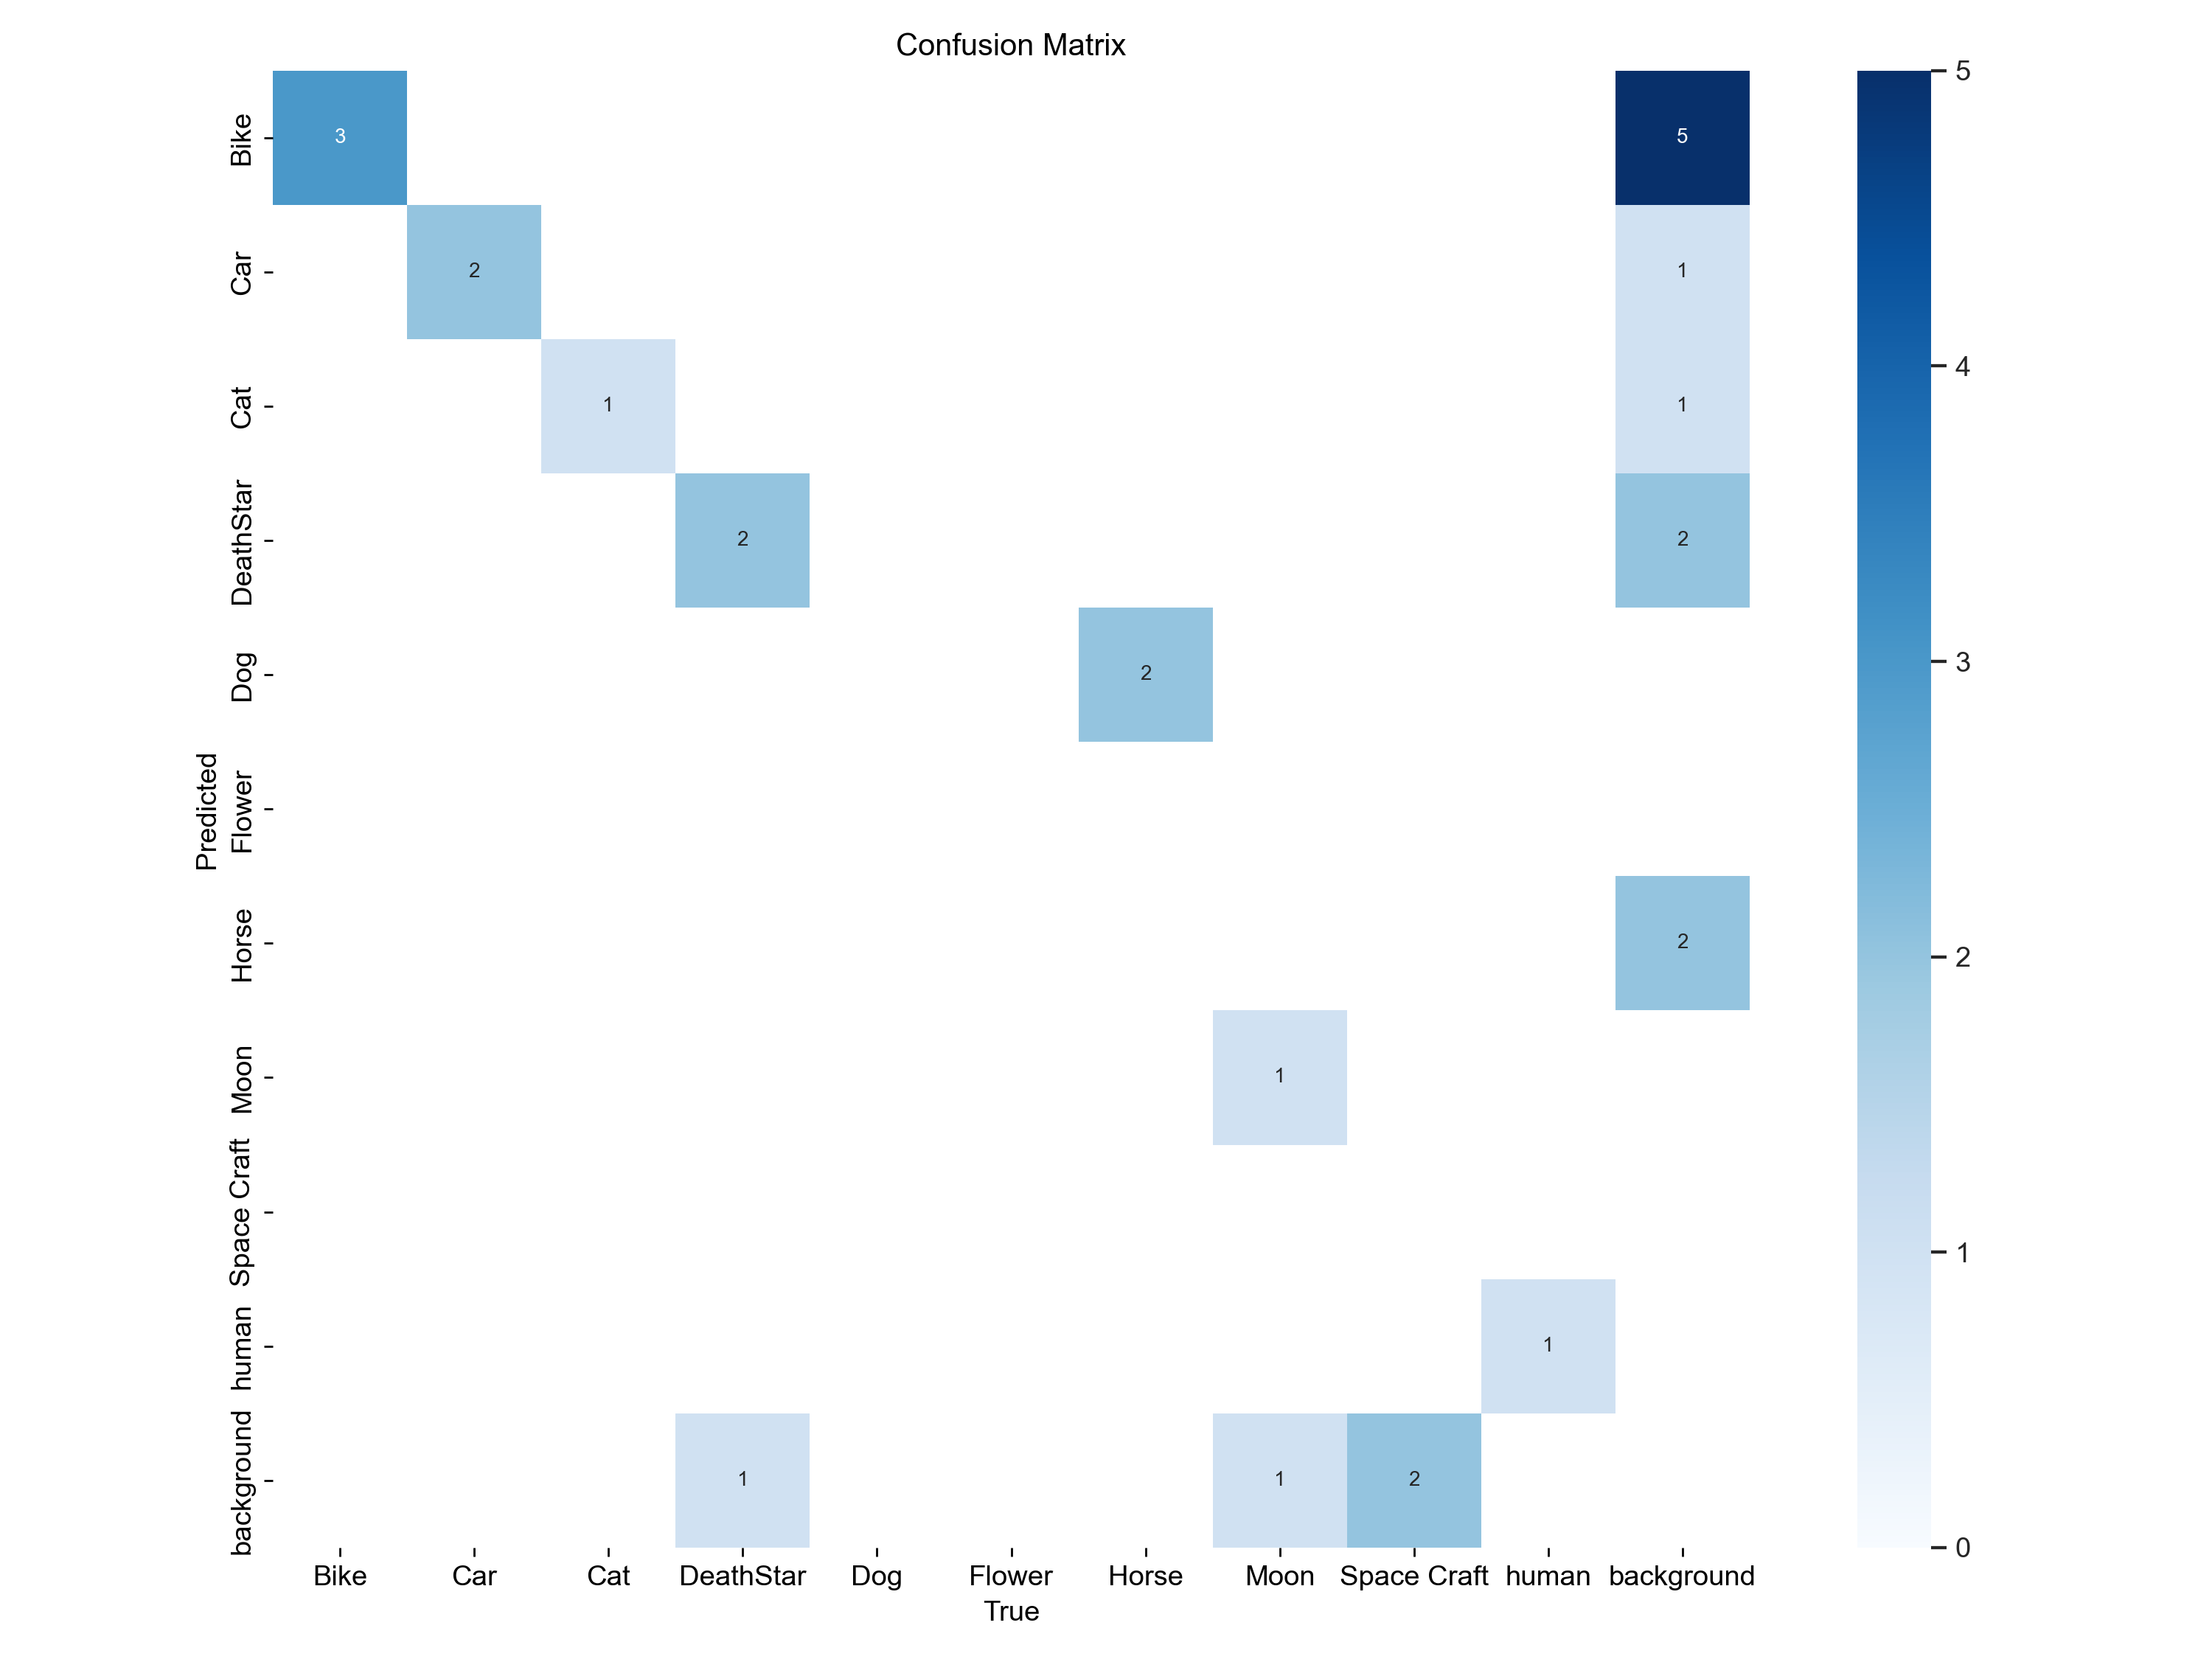 Confusion Matrix
Bike
3
5
5
Car
2
1
4
Cat
1
1
DeathStar
2
2
3
Dog
2
Predicted
Flower
Horse
2
2
Moon
1
Space Craft
1
human
1
background
1
1
2
0
Bike Car Cat DeathStar Dog Flower Horse Moon Space Craft human background
True